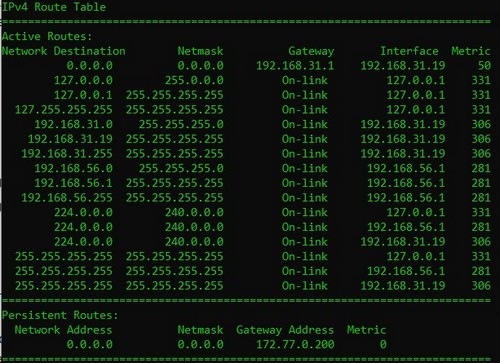 IPv4 Route Table
===========================================================================
Active Routes:
Network Destination        Netmask          Gateway       Interface  Metric
          0.0.0.0          0.0.0.0     192.168.31.1    192.168.31.19     50
        127.0.0.0        255.0.0.0         On-link         127.0.0.1    331
        127.0.0.1  255.255.255.255         On-link         127.0.0.1    331
  127.255.255.255  255.255.255.255         On-link         127.0.0.1    331
     192.168.31.0    255.255.255.0         On-link     192.168.31.19    306
    192.168.31.19  255.255.255.255         On-link     192.168.31.19    306
   192.168.31.255  255.255.255.255         On-link     192.168.31.19    306
     192.168.56.0    255.255.255.0         On-link      192.168.56.1    281
     192.168.56.1  255.255.255.255         On-link      192.168.56.1    281
   192.168.56.255  255.255.255.255         On-link      192.168.56.1    281
        224.0.0.0        240.0.0.0         On-link         127.0.0.1    331
        224.0.0.0        240.0.0.0         On-link      192.168.56.1    281
        224.0.0.0        240.0.0.0         On-link     192.168.31.19    306
  255.255.255.255  255.255.255.255         On-link         127.0.0.1    331
  255.255.255.255  255.255.255.255         On-link      192.168.56.1    281
  255.255.255.255  255.255.255.255         On-link     192.168.31.19    306
===========================================================================
Persistent Routes:
  Network Address          Netmask  Gateway Address  Metric
          0.0.0.0          0.0.0.0     172.77.0.200       0
===========================================================================